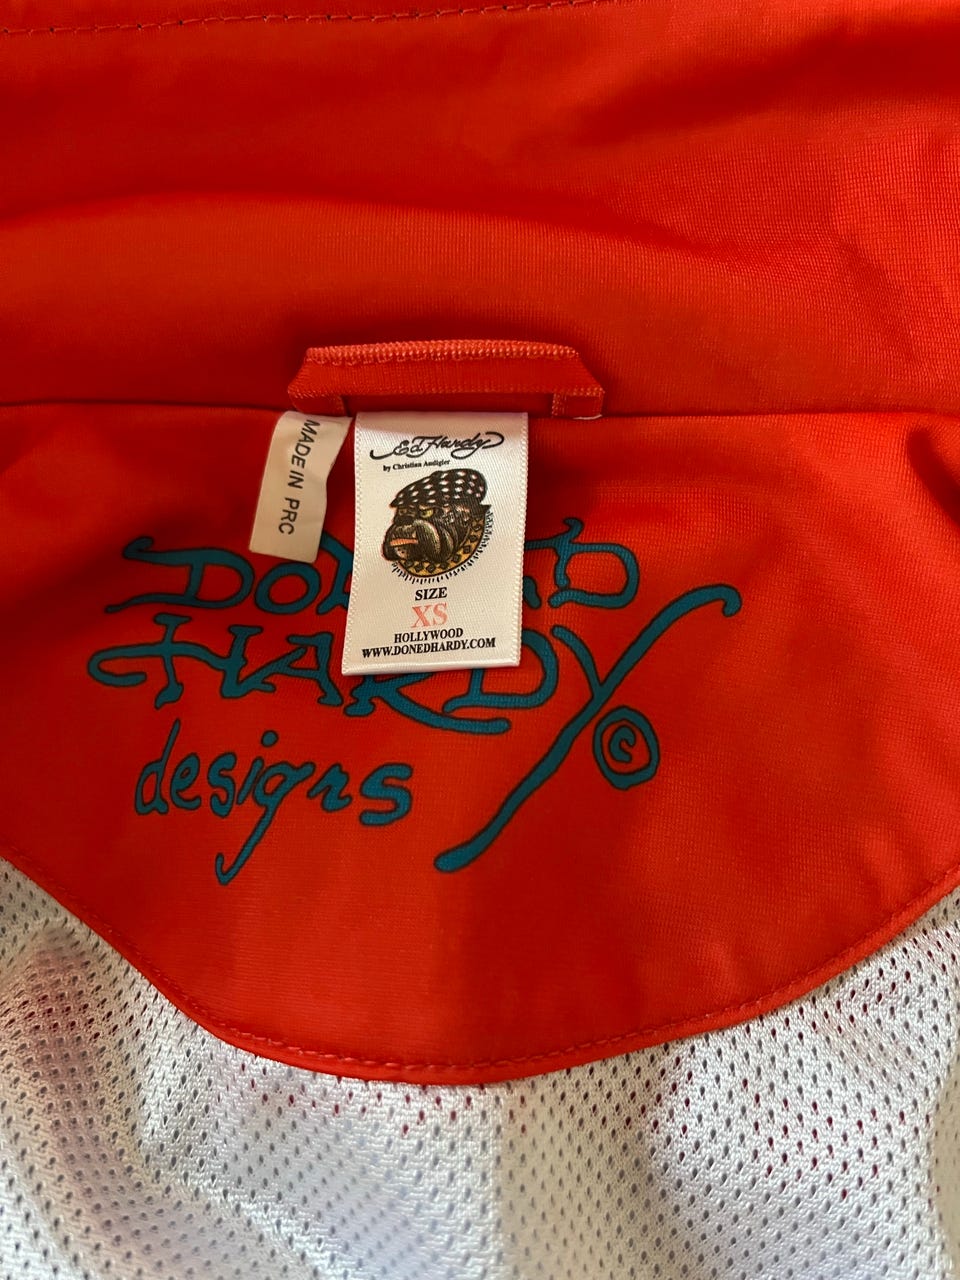 MADE IN PRC
Ed Hardy
by Christian Audigier
SIZE
XS
HOLLYWOOD
WWW.DONEDHARDY.COM
HARDY
designs
©